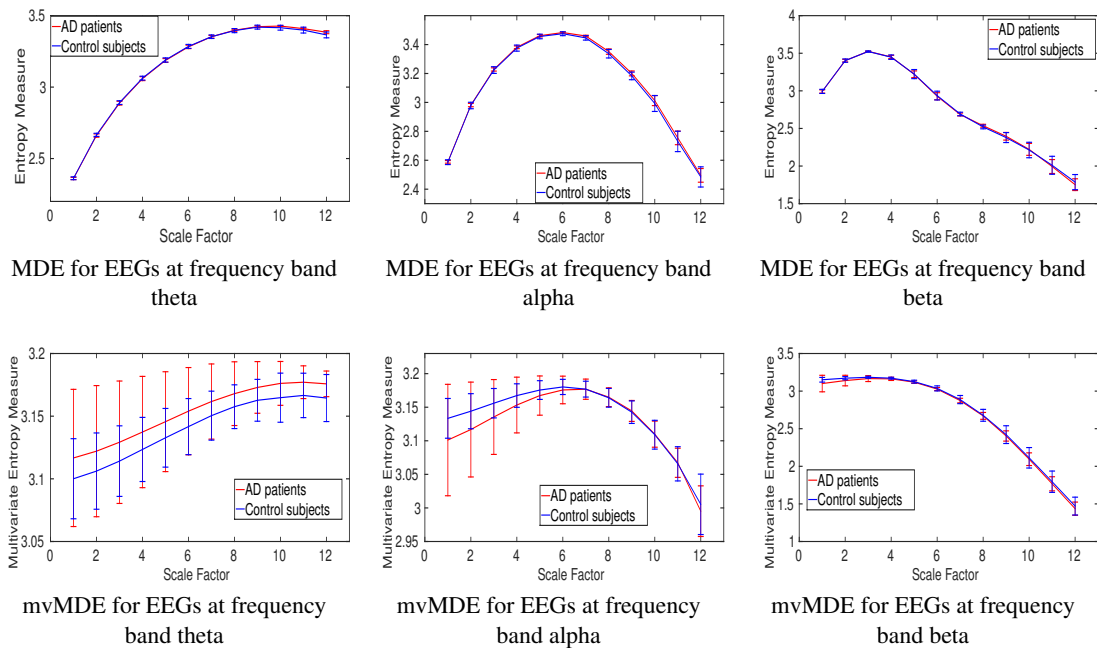 AD patients
Control subjects
Entropy Measure
3.5
3
2.5
0 2 4 6 8 10 12
Scale Factor
MDE for EEGs at frequency band
theta
Entropy Measure
3.4
3.2
3
2.8
2.6
2.4
AD patients
Control subjects
0 2 4 6 8 10 12
Scale Factor
MDE for EEGs at frequency band
alpha
Entropy Measure
4
3.5
3
2.5
2
1.5
AD patients
Control subjects
0 2 4 6 8 10 12
Scale Factor
MDE for EEGs at frequency band
beta
Multivariate Entropy Measure
3.2
3.15
3.1
3.05
AD patients
Control subjects
0 2 4 6 8 10 12
Scale Factor
mvMDE for EEGs at frequency
band theta
Multivariate Entropy Measure
3.2
3.15
3.1
3.05
3
2.95
AD patients
Control subjects
0 2 4 6 8 10 12
Scale Factor
mvMDE for EEGs at frequency
band alpha
Multivariate Entropy Measure
3.5
3
2.5
2
1.5
1
AD patients
Control subjects
0 2 4 6 8 10 12
Scale Factor
mvMDE for EEGs at frequency
band beta